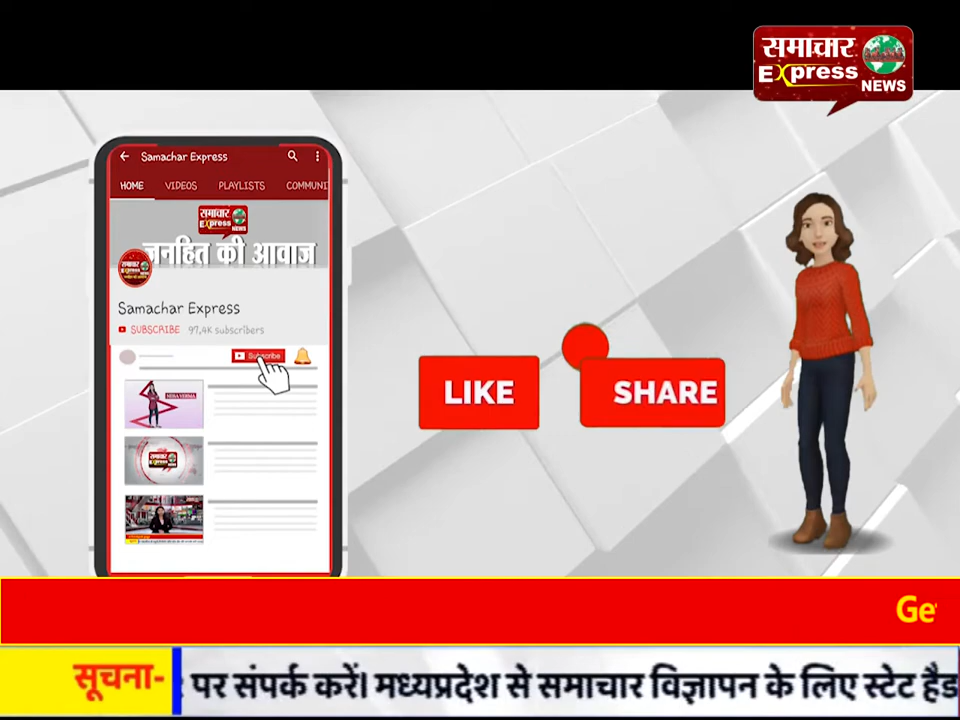 समाचार
Express
NEWS
Samachar Express
HOME VIDEOS PLAYLISTS COMMUNI
समाचार
Express
NEWS
जनहित की आवाज
Samachar Express
SUBSCRIBE 97.4K subscribers
Subscribe
LIKE
SHARE
Ge
सूचना- पर संपर्क करें। मध्यप्रदेश से समाचार विज्ञापन के लिए स्टेट हैड